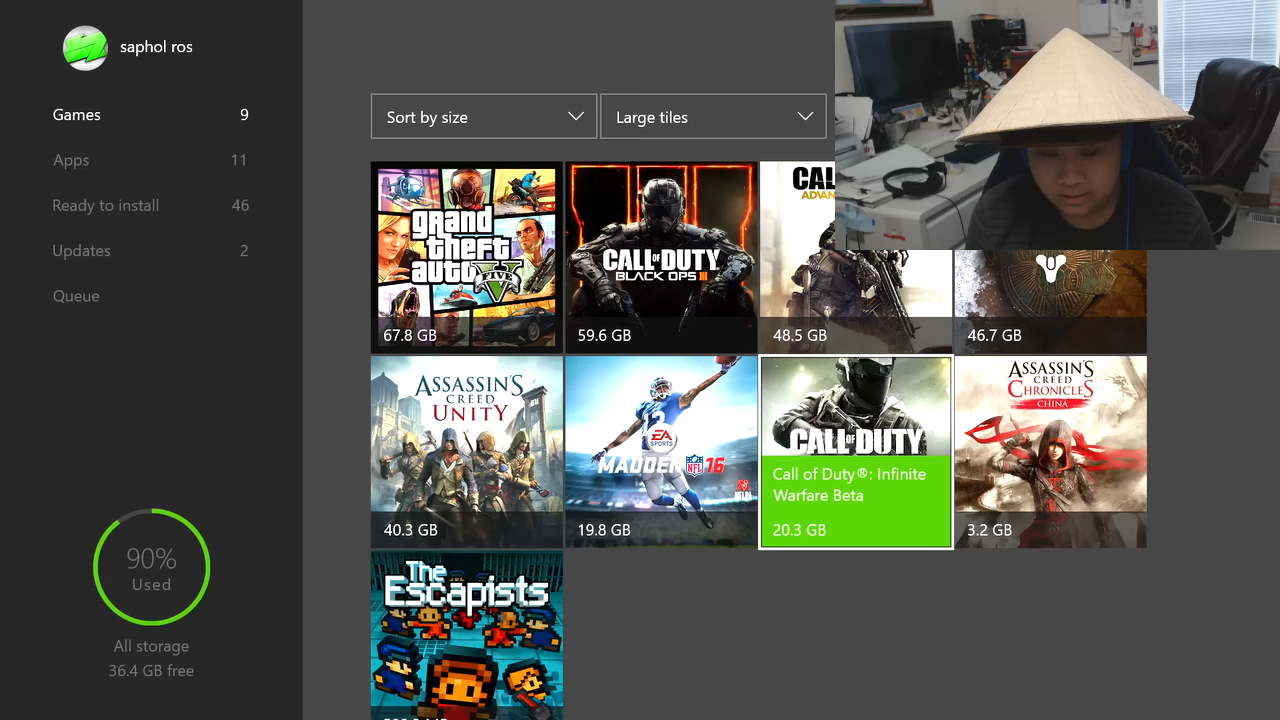 saphol ros
Games 9
Apps 11
Ready to install 46
Updates 2
Queue
90%
Used
All storage
36.4 GB free
Sort by size
Large tiles
grand
theft
auto
FIVE
67.8 GB
CALL OF DUTY
BLACK OPS III
59.6 GB
CAL
ADVAN
48.5 GB
46.7 GB
ASSASSIN'S
CREED
UNITY
40.3 GB
EA
SPORTS
MADDEN NFL 16
19.8 GB
CALL OF DUTY
Call of Duty®: Infinite
Warfare Beta
20.3 GB
ASSASSIN'S
CREED
CHRONICLES
CHINA
3.2 GB
The
Escapists